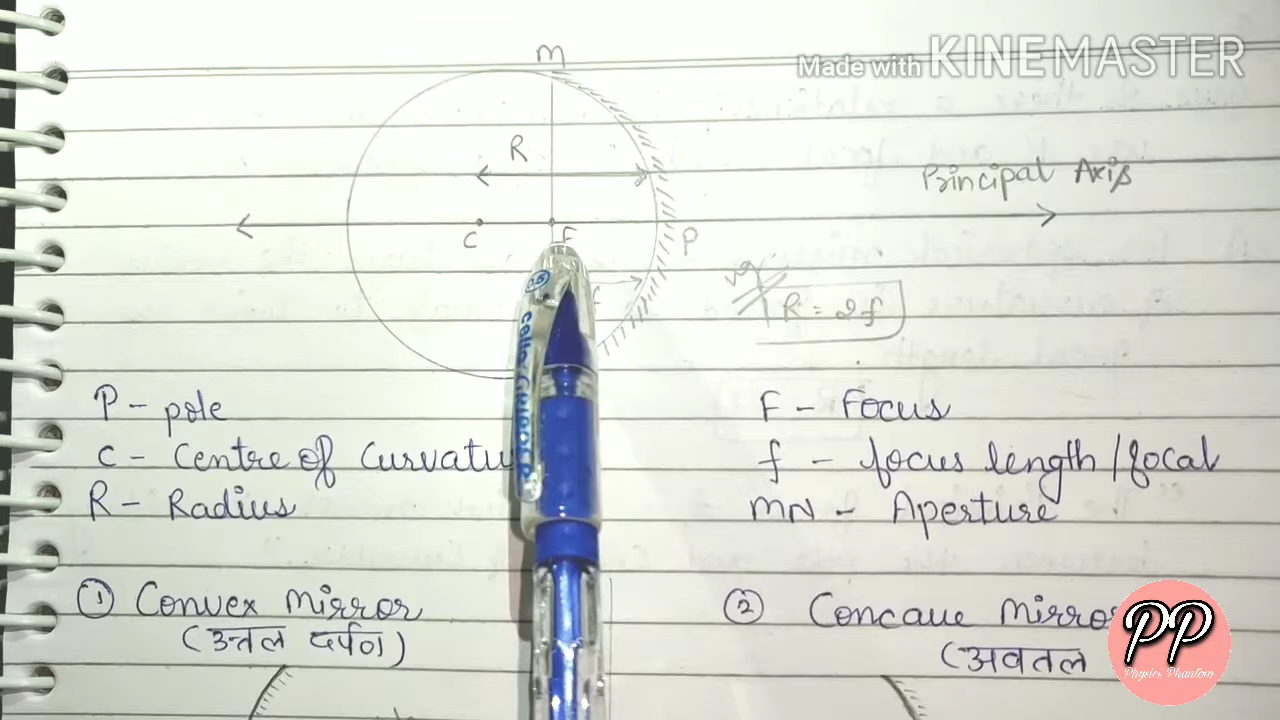 Made with KINEMASTER
M
R
Principal Axis
C
F
P
f
R = 2f
P - pole
F - Focus
C - Centre of Curvatu
f - focus length / focal
R - Radius
MN - Aperture
① Convex Mirror
② Concave Mirror
(उत्तल दर्पण)
(अवतल
PP
Physics Phantom